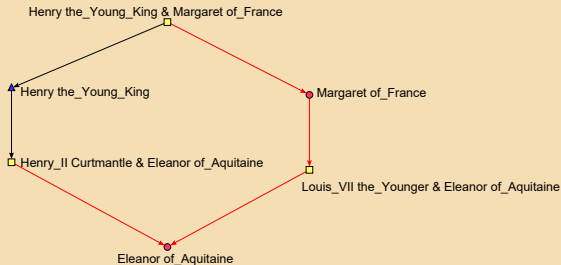 Henry the_Young_King & Margaret of_France
Henry the_Young_King
Margaret of_France
Henry_II Curtmantle & Eleanor of_Aquitaine
Louis_VII the_Younger & Eleanor of_Aquitaine
Eleanor of_Aquitaine